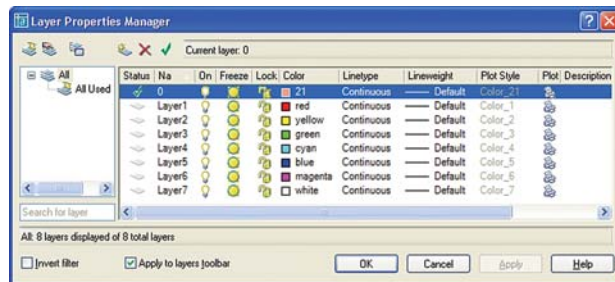 Layer Properties Manager
Current layer: 0
All
All Used
Status Na On Freeze Lock Color Linetype Lineweight Plot Style Plot Description
0 21 Continuous Default Color_21
Layer1 red Continuous Default Color_1
Layer2 yellow Continuous Default Color_2
Layer3 green Continuous Default Color_3
Layer4 cyan Continuous Default Color_4
Layer5 blue Continuous Default Color_5
Layer6 magenta Continuous Default Color_6
Layer7 white Continuous Default Color_7
Search for layer
All: 8 layers displayed of 8 total layers
Invert filter Apply to layers toolbar OK Cancel Apply Help